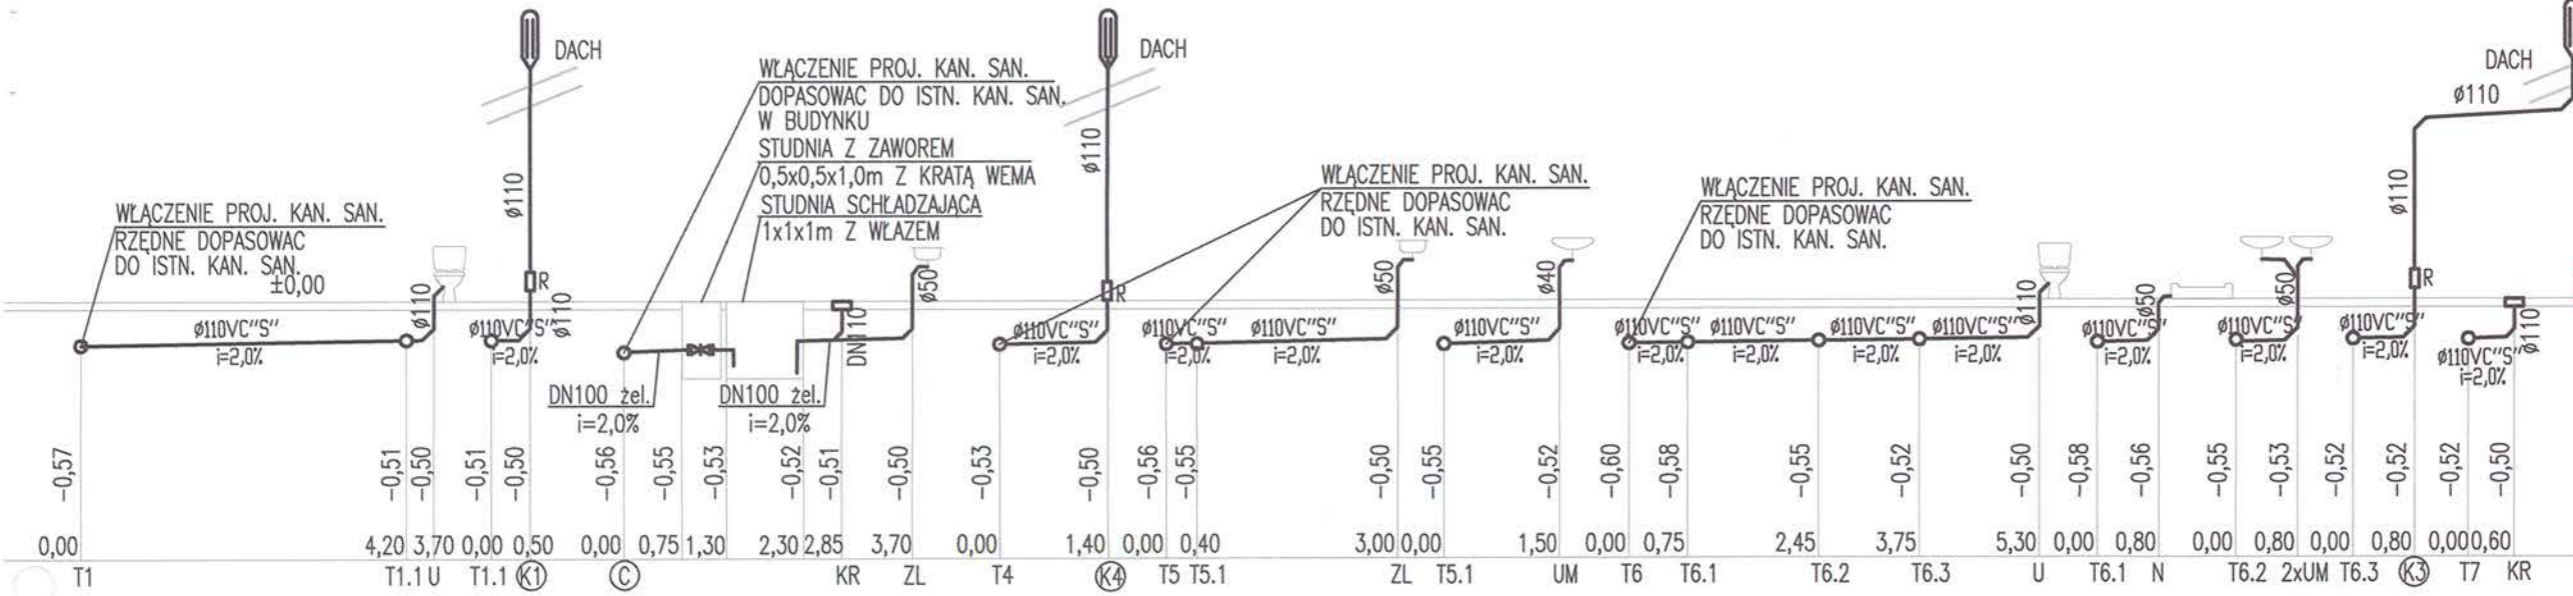 DACH
DACH
DACH
ø110
WŁĄCZENIE PROJ. KAN. SAN.
DOPASOWAC DO ISTN. KAN. SAN.
W BUDYNKU
STUDNIA Z ZAWOREM
0,5x0,5x1,0m Z KRATĄ WEMA
STUDNIA SCHŁADZAJĄCA
1x1x1m Z WŁAZEM
WŁĄCZENIE PROJ. KAN. SAN.
RZĘDNE DOPASOWAC
DO ISTN. KAN. SAN.
±0,00
WŁĄCZENIE PROJ. KAN. SAN.
RZĘDNE DOPASOWAC
DO ISTN. KAN. SAN.
WŁĄCZENIE PROJ. KAN. SAN.
RZĘDNE DOPASOWAC
DO ISTN. KAN. SAN.
ø110 ø110 ø110
R R R
ø110 ø110 DN110 ø50 ø50 ø40 ø110 ø50 ø50 ø110
ø110VC"S" ø110VC"S" ø110VC"S" ø110VC"S" ø110VC"S" ø110VC"S" ø110VC"S" ø110VC"S" ø110VC"S" ø110VC"S" ø110VC"S" ø110VC"S" ø110VC"S" ø110VC"S"
i=2,0% i=2,0% i=2,0% i=2,0% i=2,0% i=2,0% i=2,0% i=2,0% i=2,0% i=2,0% i=2,0% i=2,0% i=2,0% i=2,0%
DN100 żel. DN100 żel.
i=2,0% i=2,0%
-0,57 -0,51 -0,50 -0,51 -0,50 -0,56 -0,55 -0,53 -0,52 -0,51 -0,50 -0,53 -0,50 -0,56 -0,55 -0,50 -0,55 -0,52 -0,60 -0,58 -0,55 -0,52 -0,50 -0,58 -0,56 -0,55 -0,53 -0,52 -0,52 -0,52 -0,50
0,00 4,20 3,70 0,00 0,50 0,00 0,75 1,30 2,30 2,85 3,70 0,00 1,40 0,00 0,40 3,00 0,00 1,50 0,00 0,75 2,45 3,75 5,30 0,00 0,80 0,00 0,80 0,00 0,80 0,00 0,60
T1 T1.1 U T1.1 K1 C KR ZL T4 K4 T5 T5.1 ZL T5.1 UM T6 T6.1 T6.2 T6.3 U T6.1 N T6.2 2xUM T6.3 K3 T7 KR